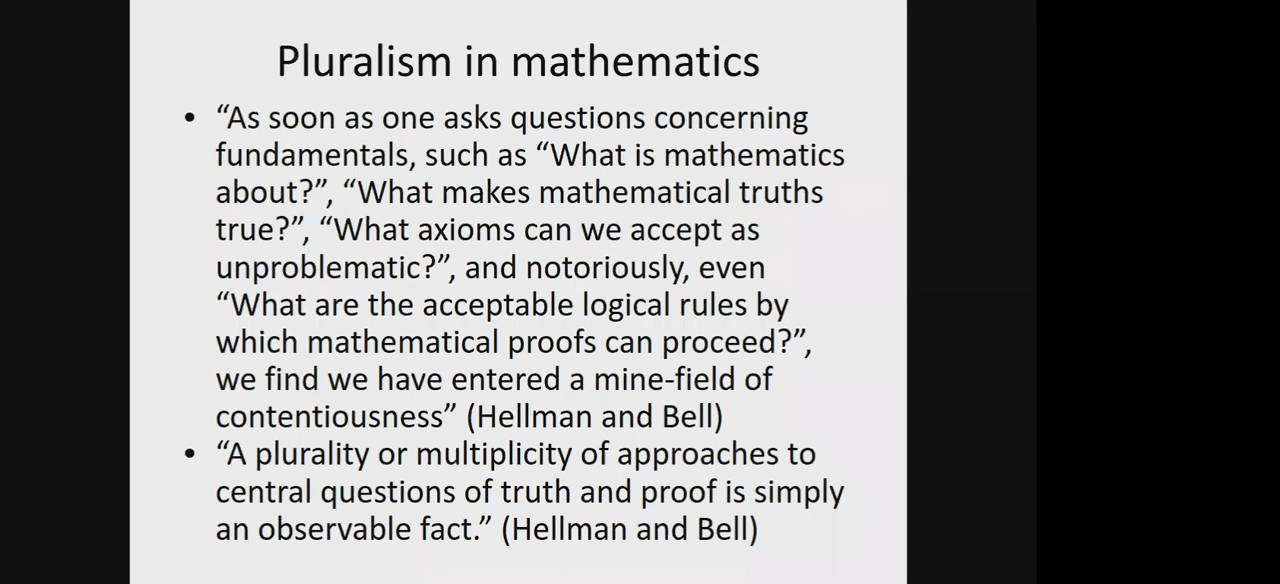 Pluralism in mathematics
• “As soon as one asks questions concerning
fundamentals, such as “What is mathematics
about?”, “What makes mathematical truths
true?”, “What axioms can we accept as
unproblematic?”, and notoriously, even
“What are the acceptable logical rules by
which mathematical proofs can proceed?”,
we find we have entered a mine-field of
contentiousness” (Hellman and Bell)
• “A plurality or multiplicity of approaches to
central questions of truth and proof is simply
an observable fact.” (Hellman and Bell)